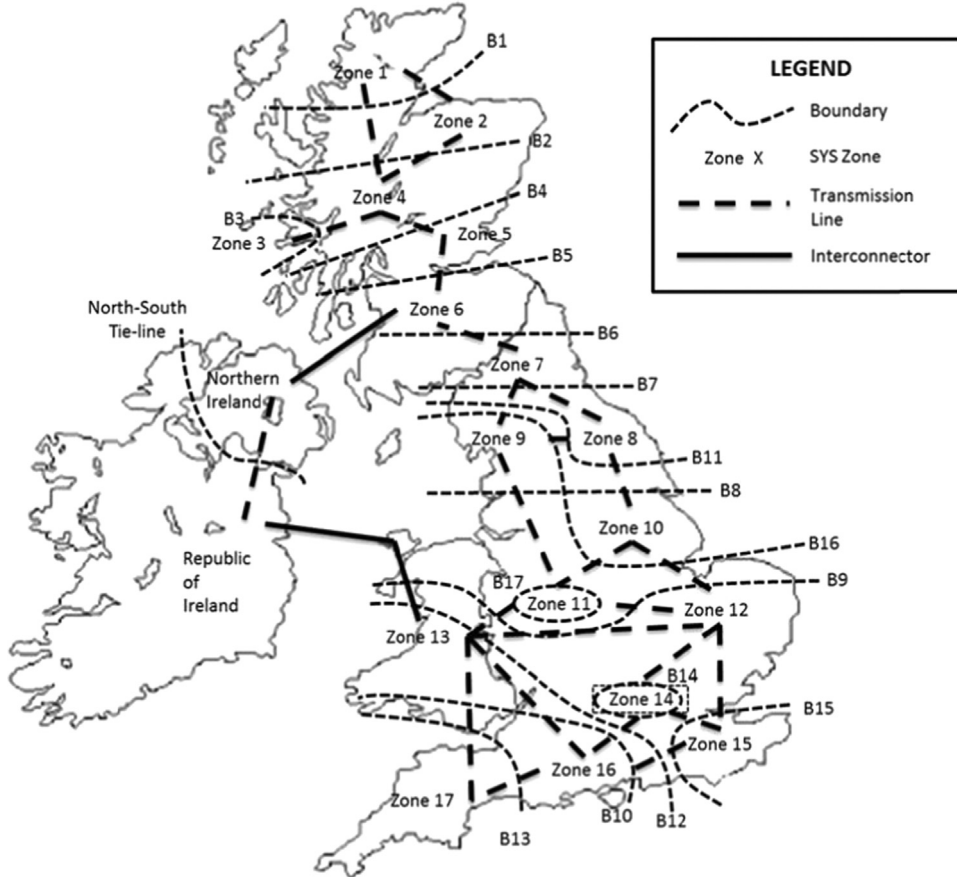 B1
LEGEND
Zone 1
Boundary
Zone 2
B2
Zone X
SYS Zone
Zone 4
B4
Transmission
Line
B3
Zone 3
Zone 5
B5
Interconnector
North-South
Tie-line
Zone 6
B6
Zone 7
Northern
Ireland
B7
Zone 9
Zone 8
B11
B8
Zone 10
B16
Republic
of
Ireland
B17
B9
Zone 11
Zone 12
Zone 13
B14
Zone 14
B15
Zone 15
Zone 16
Zone 17
B10
B12
B13